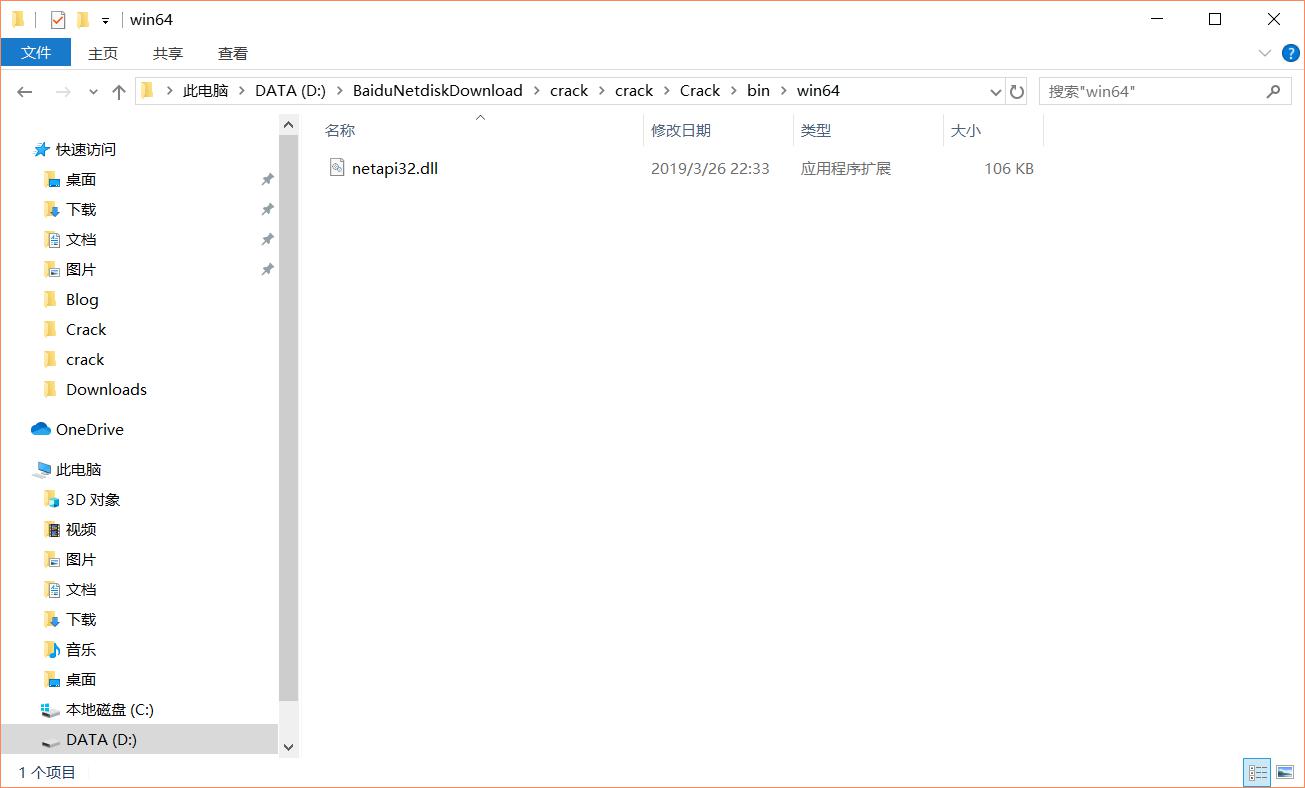 win64
文件 主页 共享 查看
此电脑 DATA (D:) BaiduNetdiskDownload crack crack Crack bin win64 搜索"win64"
名称 修改日期 类型 大小
netapi32.dll 2019/3/26 22:33 应用程序扩展 106 KB
快速访问
桌面
下载
文档
图片
Blog
Crack
crack
Downloads
OneDrive
此电脑
3D 对象
视频
图片
文档
下载
音乐
桌面
本地磁盘 (C:)
DATA (D:)
1 个项目